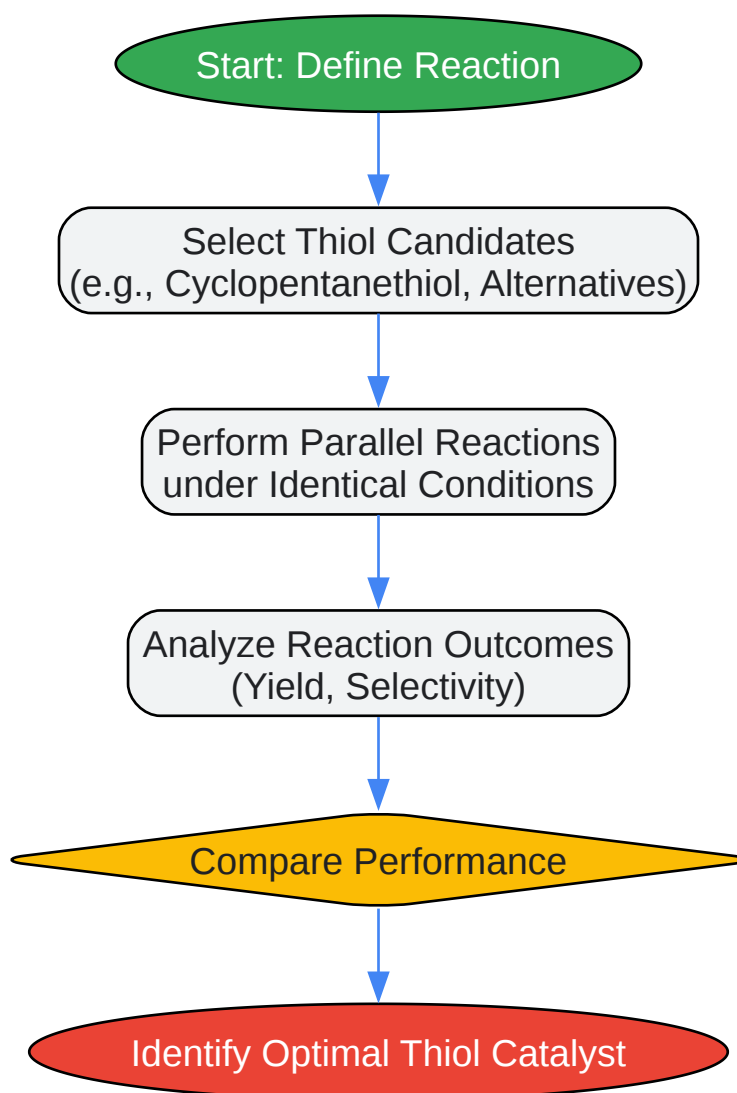 Start: Define Reaction
Select Thiol Candidates
(e.g., Cyclopentanethiol, Alternatives)
Perform Parallel Reactions
under Identical Conditions
Analyze Reaction Outcomes
(Yield, Selectivity)
Compare Performance
Identify Optimal Thiol Catalyst